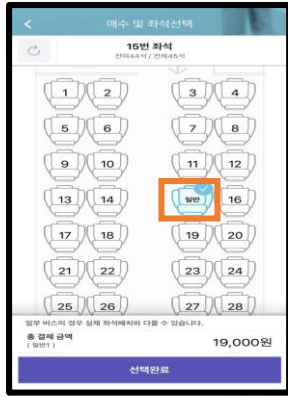 매수 및 좌석선택
15번 좌석
잔여44석 / 전체45석
1 2 3 4
5 6 7 8
9 10 11 12
13 14 일반 16
17 18 19 20
21 22 23 24
25 26 27 28
일부 버스의 경우 실제 좌석배치와 다를 수 있습니다.
총 결제 금액 19,000원
( 일반1 )
선택완료